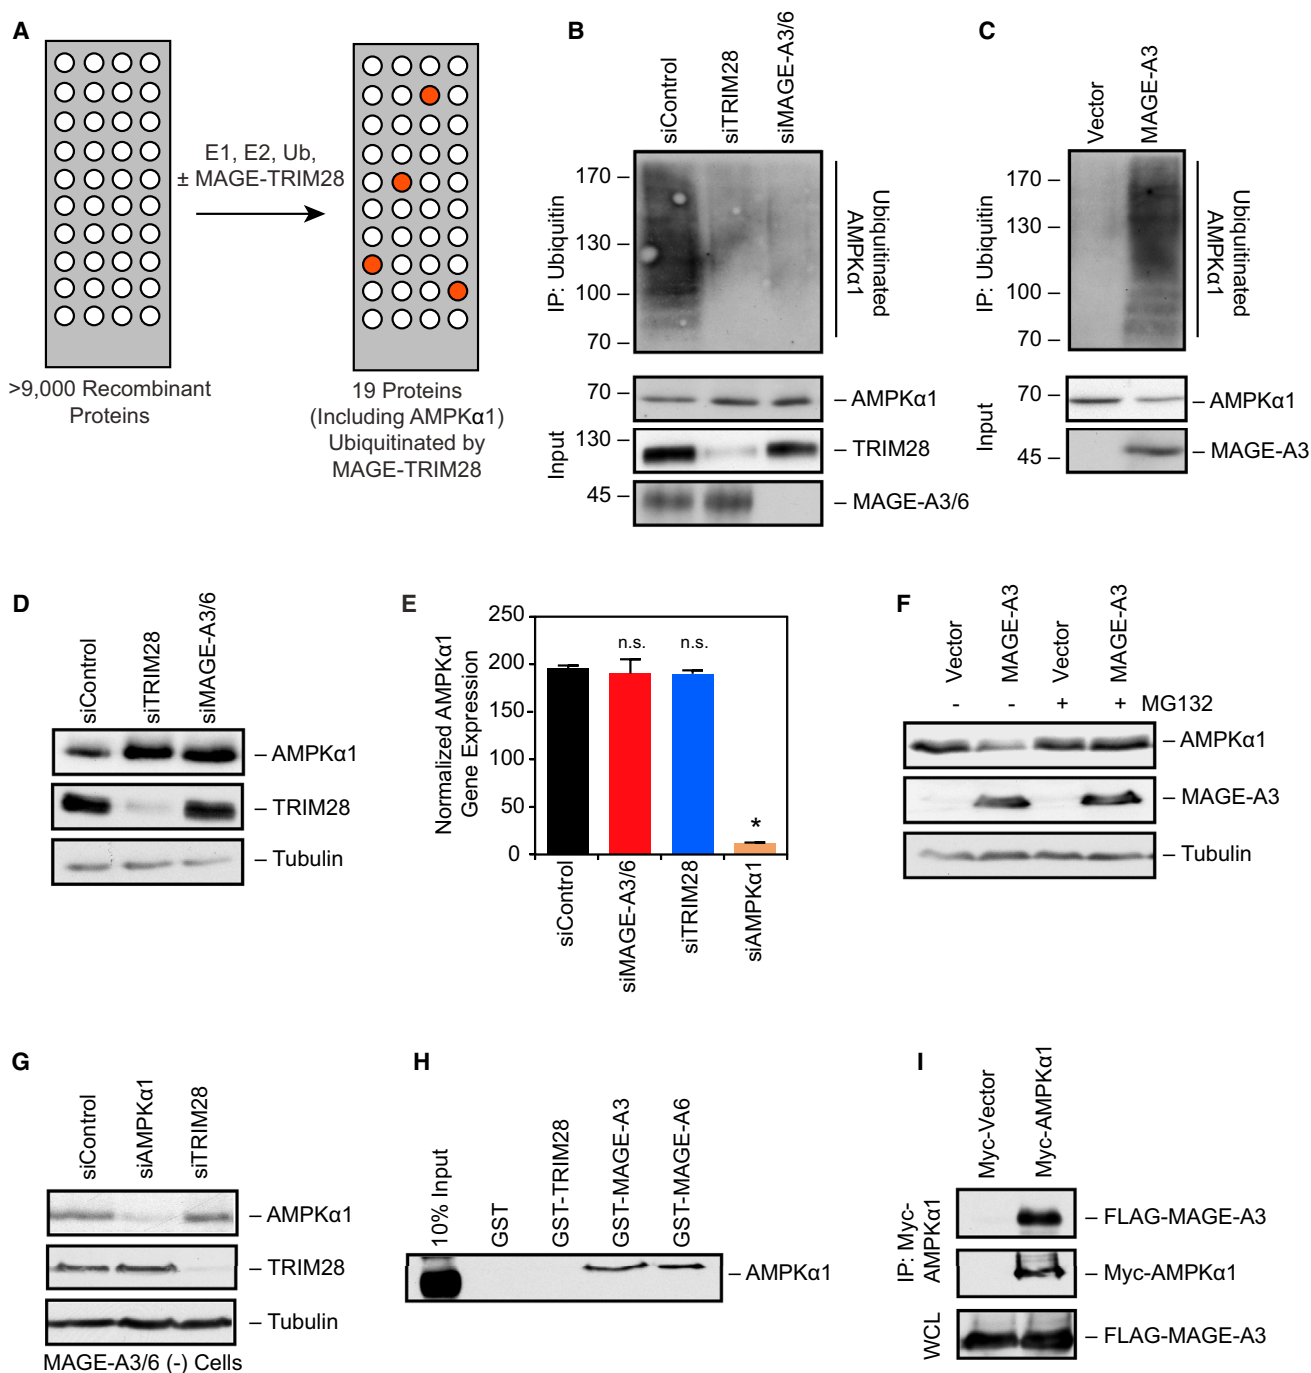 A
E1, E2, Ub,
± MAGE-TRIM28
>9,000 Recombinant
Proteins
19 Proteins
(Including AMPKα1)
Ubiquitinated by
MAGE-TRIM28
B
siControl
siTRIM28
siMAGE-A3/6
IP: Ubiquitin
170
130
100
70
Ubiquitinated
AMPKα1
Input
70
AMPKα1
130
TRIM28
45
MAGE-A3/6
C
Vector
MAGE-A3
IP: Ubiquitin
170
130
100
70
Ubiquitinated
AMPKα1
Input
70
AMPKα1
45
MAGE-A3
D
siControl
siTRIM28
siMAGE-A3/6
AMPKα1
TRIM28
Tubulin
E
Normalized AMPKα1
Gene Expression
250
200
150
100
50
0
n.s.
n.s.
*
siControl
siMAGE-A3/6
siTRIM28
siAMPKα1
F
Vector
MAGE-A3
Vector
MAGE-A3
- - + + MG132
AMPKα1
MAGE-A3
Tubulin
G
siControl
siAMPKα1
siTRIM28
AMPKα1
TRIM28
Tubulin
MAGE-A3/6 (-) Cells
H
10% Input
GST
GST-TRIM28
GST-MAGE-A3
GST-MAGE-A6
AMPKα1
I
Myc-Vector
Myc-AMPKα1
IP: Myc-
AMPKα1
FLAG-MAGE-A3
Myc-AMPKα1
WCL
FLAG-MAGE-A3